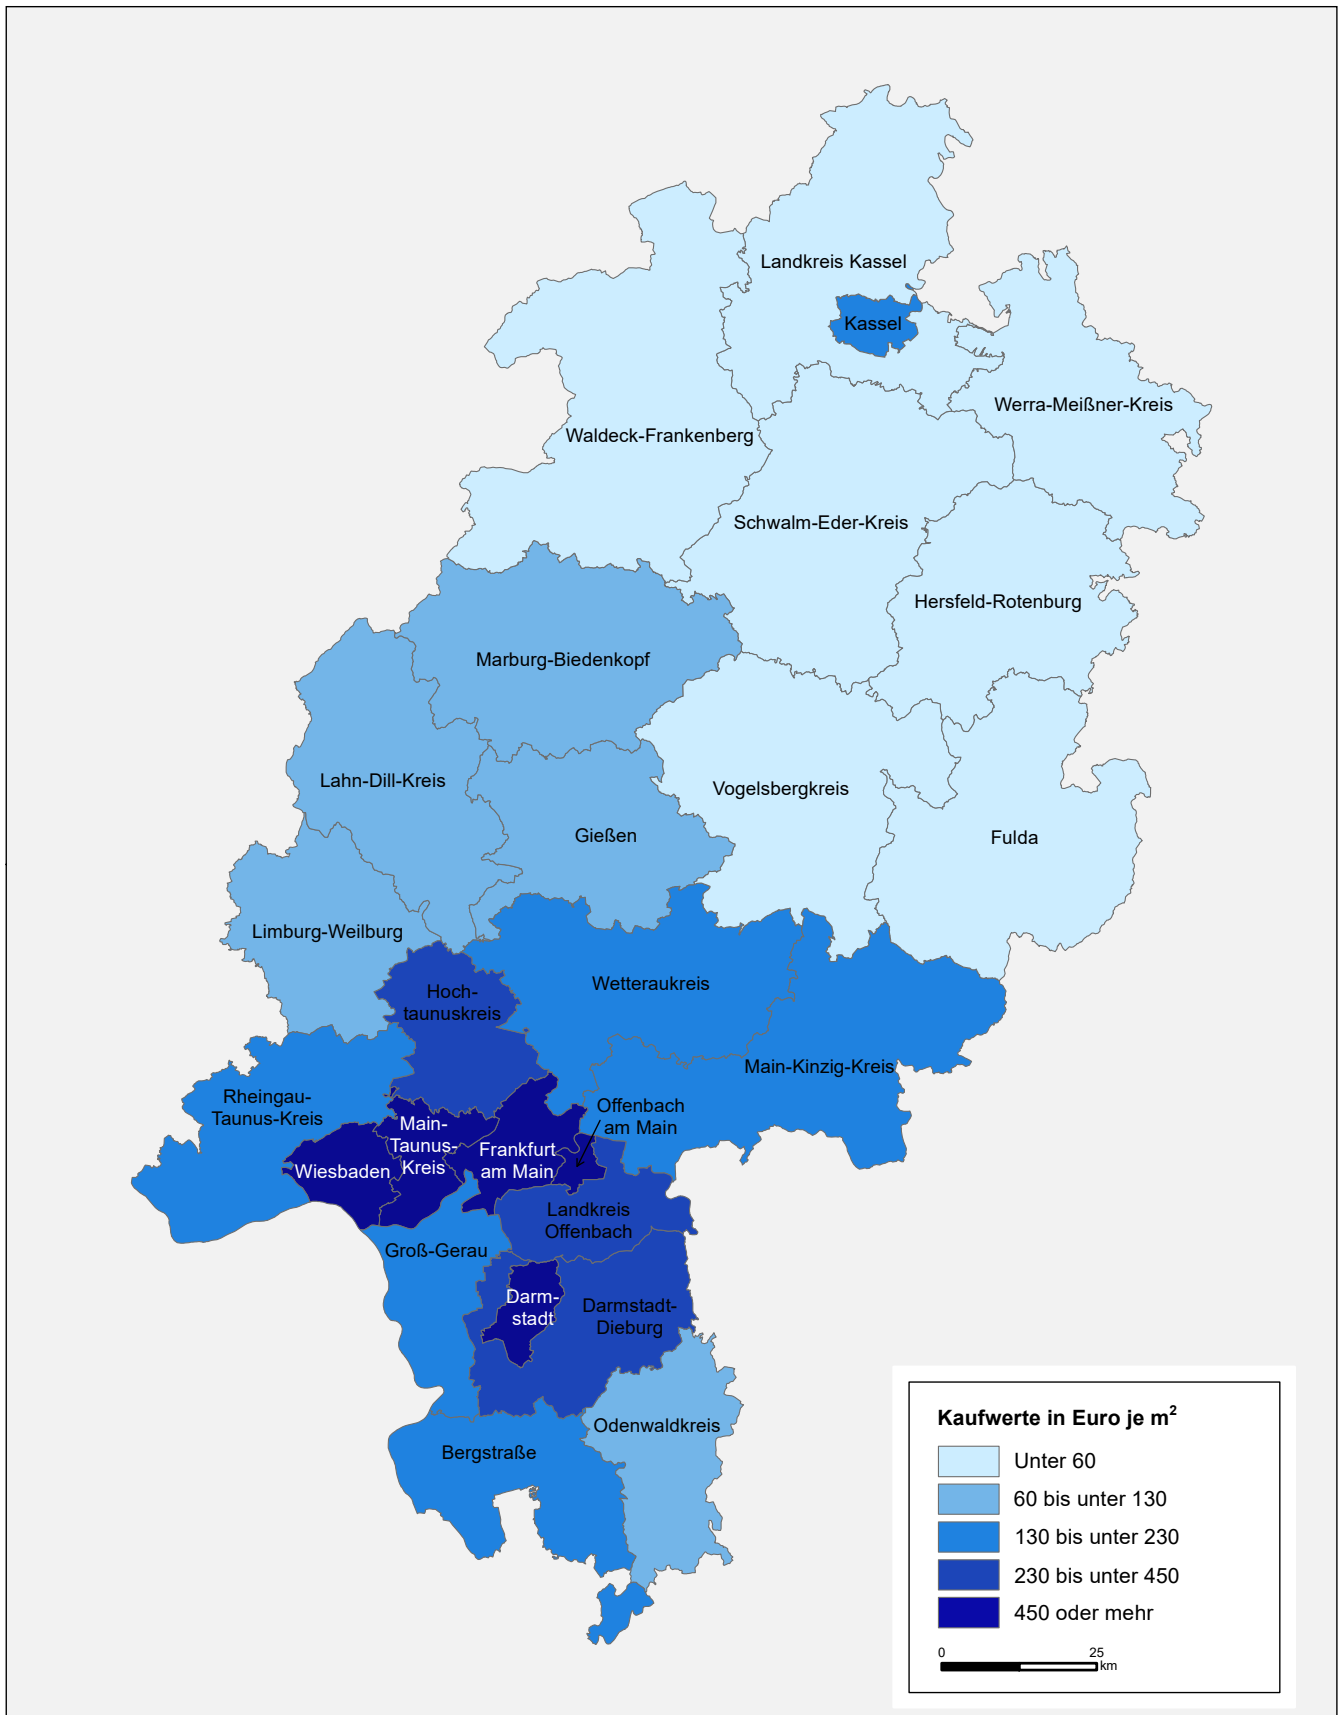 Landkreis Kassel
Kassel
Werra-Meißner-Kreis
Waldeck-Frankenberg
Schwalm-Eder-Kreis
Hersfeld-Rotenburg
Marburg-Biedenkopf
Lahn-Dill-Kreis
Vogelsbergkreis
Gießen
Fulda
Limburg-Weilburg
Wetteraukreis
Hoch-
taunuskreis
Main-Kinzig-Kreis
Rheingau-
Taunus-Kreis
Offenbach
am Main
Main-
Taunus-
Kreis
Frankfurt
am Main
Wiesbaden
Landkreis
Offenbach
Groß-Gerau
Darm-
stadt
Darmstadt-
Dieburg
Odenwaldkreis
Bergstraße
Kaufwerte in Euro je m²
Unter 60
60 bis unter 130
130 bis unter 230
230 bis unter 450
450 oder mehr
0 25
km